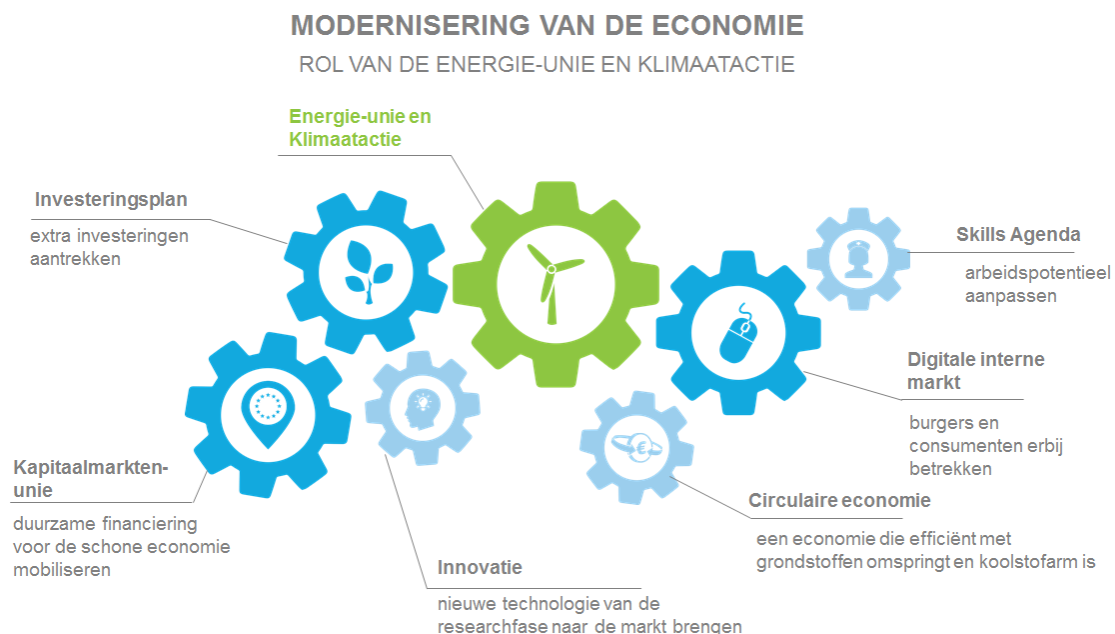 MODERNISERING VAN DE ECONOMIE
ROL VAN DE ENERGIE-UNIE EN KLIMAATACTIE
Energie-unie en
Klimaatactie
Investeringsplan
extra investeringen
aantrekken
Skills Agenda
arbeidspotentieel
aanpassen
Digitale interne
markt
burgers en
consumenten erbij
betrekken
Kapitaalmarkten-
unie
duurzame financiering
voor de schone economie
mobiliseren
Circulaire economie
een economie die efficiënt met
grondstoffen omspringt en koolstofarm is
Innovatie
nieuwe technologie van de
researchfase naar de markt brengen
€